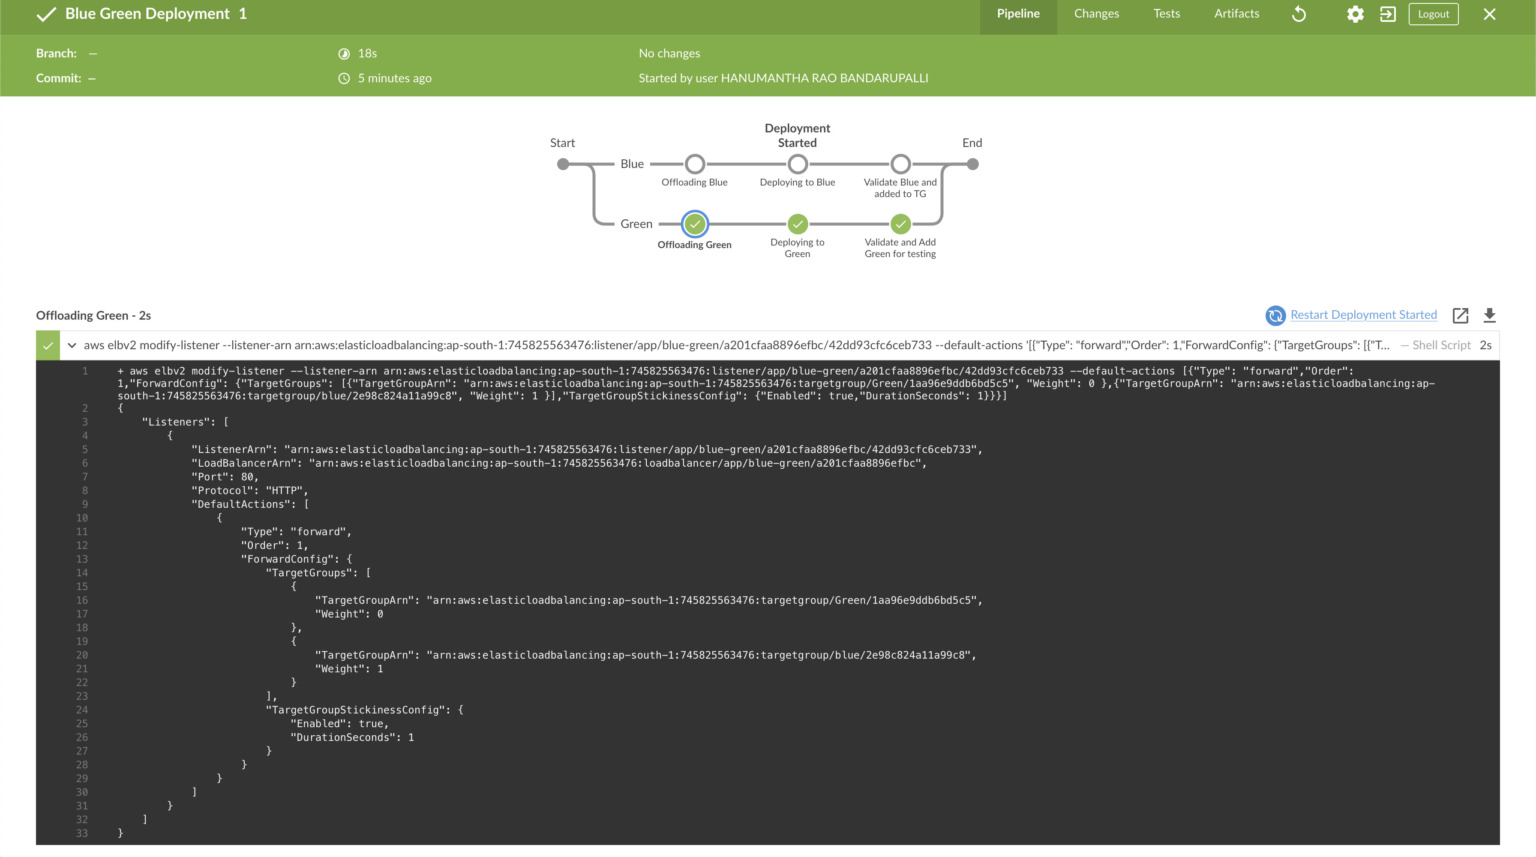 Blue Green Deployment 1
Pipeline
Changes
Tests
Artifacts
Logout
Branch: —
18s
No changes
Commit: —
5 minutes ago
Started by user HANUMANTHA RAO BANDARUPALLI
Deployment
Started
Start
End
Blue
Offloading Blue
Deploying to Blue
Validate Blue and
added to TG
Green
Offloading Green
Deploying to
Green
Validate and Add
Green for testing
Offloading Green - 2s
Restart Deployment Started
aws elbv2 modify-listener --listener-arn arn:aws:elasticloadbalancing:ap-south-1:745825563476:listener/app/blue-green/a201cfaa8896efbc/42dd93cfc6ceb733 --default-actions '[{"Type": "forward","Order": 1,"ForwardConfig": {"TargetGroups": [{"T... — Shell Script 2s
1 + aws elbv2 modify-listener --listener-arn arn:aws:elasticloadbalancing:ap-south-1:745825563476:listener/app/blue-green/a201cfaa8896efbc/42dd93cfc6ceb733 --default-actions [{"Type": "forward","Order":
1,"ForwardConfig": {"TargetGroups": [{"TargetGroupArn": "arn:aws:elasticloadbalancing:ap-south-1:745825563476:targetgroup/Green/1aa96e9ddb6bd5c5", "Weight": 0 },{"TargetGroupArn": "arn:aws:elasticloadbalancing:ap-
south-1:745825563476:targetgroup/blue/2e98c824a11a99c8", "Weight": 1 }],"TargetGroupStickinessConfig": {"Enabled": true,"DurationSeconds": 1}}}]
2 {
3 "Listeners": [
4 {
5 "ListenerArn": "arn:aws:elasticloadbalancing:ap-south-1:745825563476:listener/app/blue-green/a201cfaa8896efbc/42dd93cfc6ceb733",
6 "LoadBalancerArn": "arn:aws:elasticloadbalancing:ap-south-1:745825563476:loadbalancer/app/blue-green/a201cfaa8896efbc",
7 "Port": 80,
8 "Protocol": "HTTP",
9 "DefaultActions": [
10 {
11 "Type": "forward",
12 "Order": 1,
13 "ForwardConfig": {
14 "TargetGroups": [
15 {
16 "TargetGroupArn": "arn:aws:elasticloadbalancing:ap-south-1:745825563476:targetgroup/Green/1aa96e9ddb6bd5c5",
17 "Weight": 0
18 },
19 {
20 "TargetGroupArn": "arn:aws:elasticloadbalancing:ap-south-1:745825563476:targetgroup/blue/2e98c824a11a99c8",
21 "Weight": 1
22 }
23 ],
24 "TargetGroupStickinessConfig": {
25 "Enabled": true,
26 "DurationSeconds": 1
27 }
28 }
29 }
30 ]
31 }
32 ]
33 }